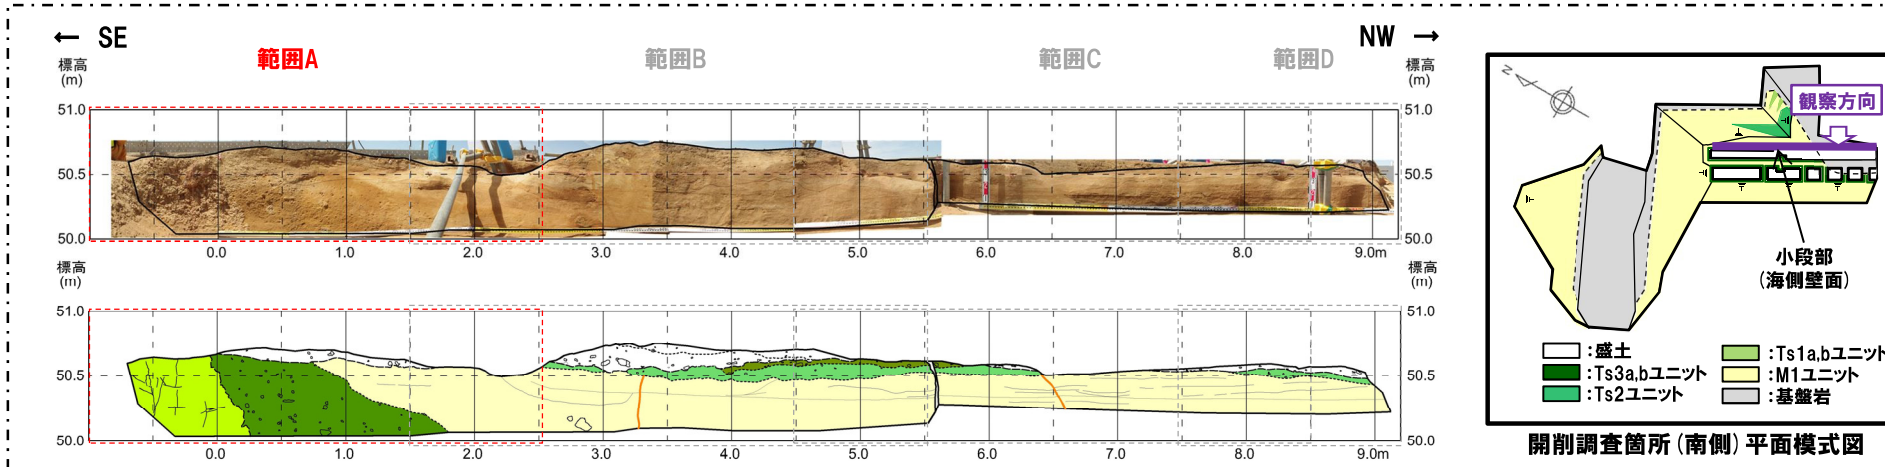 ← SE
NW →
範囲A
範囲B
範囲C
範囲D
標高
(m)
標高
(m)
51.0
51.0
50.5
50.5
50.0
50.0
0.0 1.0 2.0 3.0 4.0 5.0 6.0 7.0 8.0 9.0m
標高
(m)
標高
(m)
51.0
51.0
50.5
50.5
50.0
50.0
0.0 1.0 2.0 3.0 4.0 5.0 6.0 7.0 8.0 9.0m
N
観察方向
小段部
(海側壁面)
:盛土
:Ts3a,bユニット
:Ts2ユニット
:Ts1a,bユニット
:M1ユニット
:基盤岩
開削調査箇所(南側)平面模式図